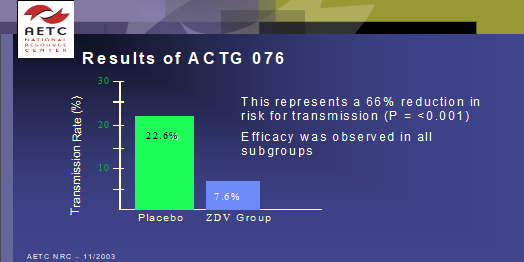 AETC
NATIONAL
RESOURCE
CENTER
Results of ACTG 076
Transmission Rate (%)
30
20
10
22.6%
7.6%
Placebo
ZDV Group
This represents a 66% reduction in
risk for transmission (P = <0.001)
Efficacy was observed in all
subgroups
AETC NRC – 11/2003